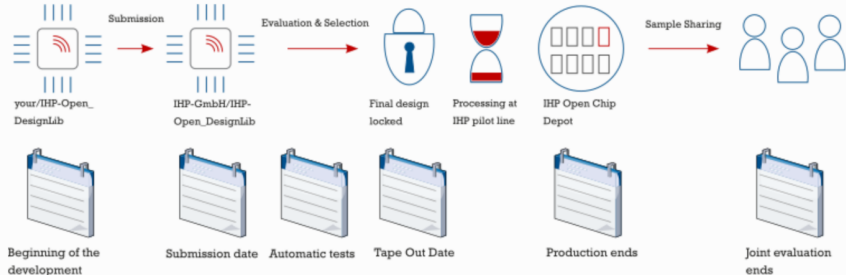 Submission
Evaluation & Selection
Sample Sharing
your/IHP-Open_
DesignLib
IHP-GmbH/IHP-
Open_DesignLib
Final design
locked
Processing at
IHP pilot line
IHP Open Chip
Depot
Beginning of the
development
Submission date
Automatic tests
Tape Out Date
Production ends
Joint evaluation
ends